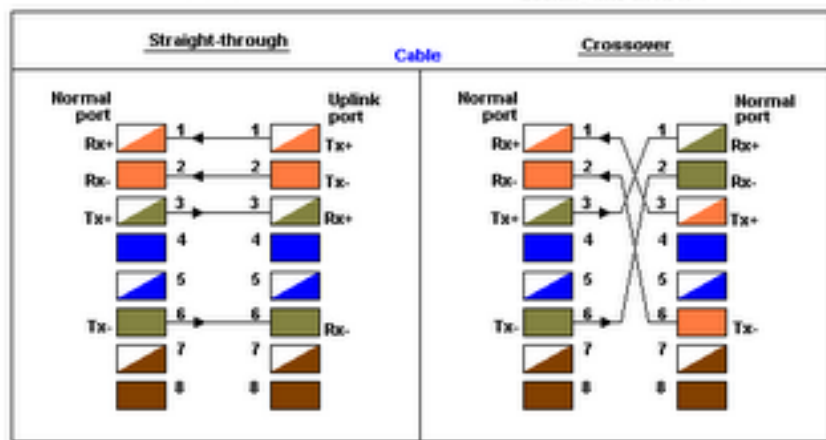 Straight-through
Cable
Crossover
Normal port
Uplink port
Rx+ 1 1 Tx+
Rx- 2 2 Tx-
Tx+ 3 3 Rx+
4 4
5 5
Tx- 6 6 Rx-
7 7
8 8
Normal port
Normal port
Rx+ 1 1 Rx+
Rx- 2 2 Rx-
Tx+ 3 3 Tx+
4 4
5 5
Tx- 6 6 Tx-
7 7
8 8